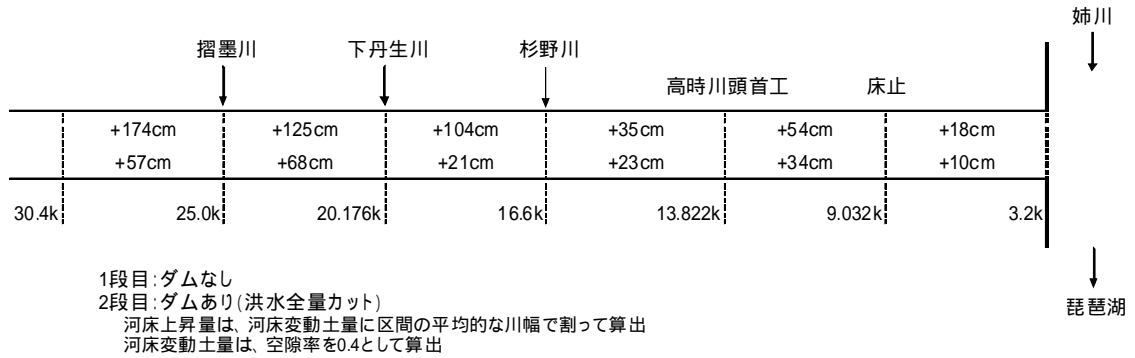 姉川
摺墨川 下丹生川 杉野川
高時川頭首工 床止
+174cm +125cm +104cm +35cm +54cm +18cm
+57cm +68cm +21cm +23cm +34cm +10cm
30.4k 25.0k 20.176k 16.6k 13.822k 9.032k 3.2k
1段目:ダムなし
2段目:ダムあり(洪水全量カット)
河床上昇量は、河床変動土量に区間の平均的な川幅で割って算出
河床変動土量は、空隙率を0.4として算出
琵琶湖